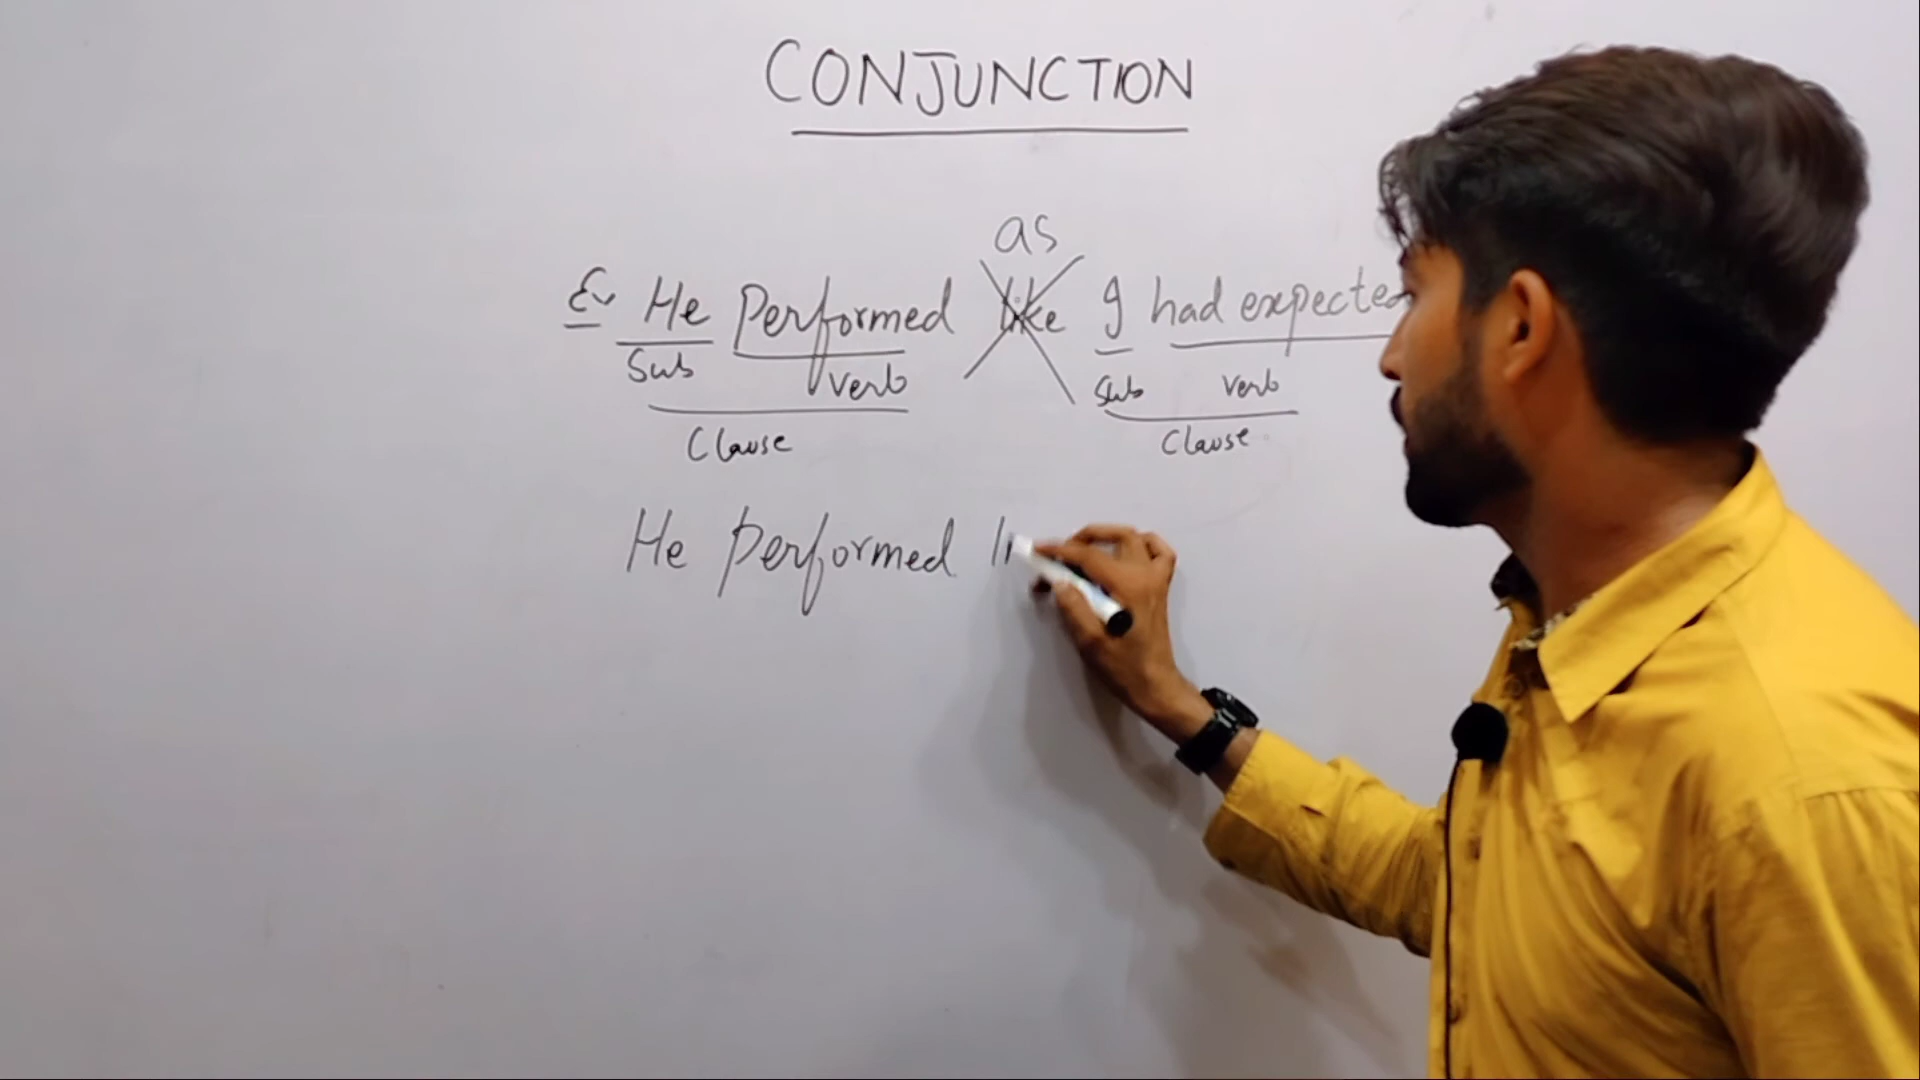 CONJUNCTION
as
Ex He Performed like I had expected
Sub verb Sub verb
Clause Clause
He performed